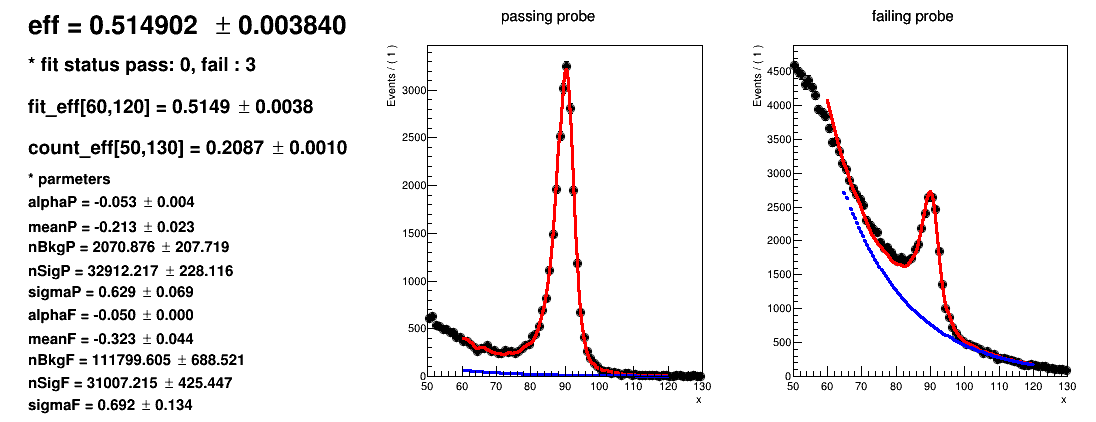 eff = 0.514902 ± 0.003840
* fit status pass: 0, fail : 3
fit_eff[60,120] = 0.5149 ± 0.0038
count_eff[50,130] = 0.2087 ± 0.0010
* parmeters
alphaP = -0.053 ± 0.004
meanP = -0.213 ± 0.023
nBkgP = 2070.876 ± 207.719
nSigP = 32912.217 ± 228.116
sigmaP = 0.629 ± 0.069
alphaF = -0.050 ± 0.000
meanF = -0.323 ± 0.044
nBkgF = 111799.605 ± 688.521
nSigF = 31007.215 ± 425.447
sigmaF = 0.692 ± 0.134
passing probe
Events / ( 1 )
3000
2500
2000
1500
1000
500
0
50 60 70 80 90 100 110 120 130
x
failing probe
Events / ( 1 )
4500
4000
3500
3000
2500
2000
1500
1000
500
0
50 60 70 80 90 100 110 120 130
x